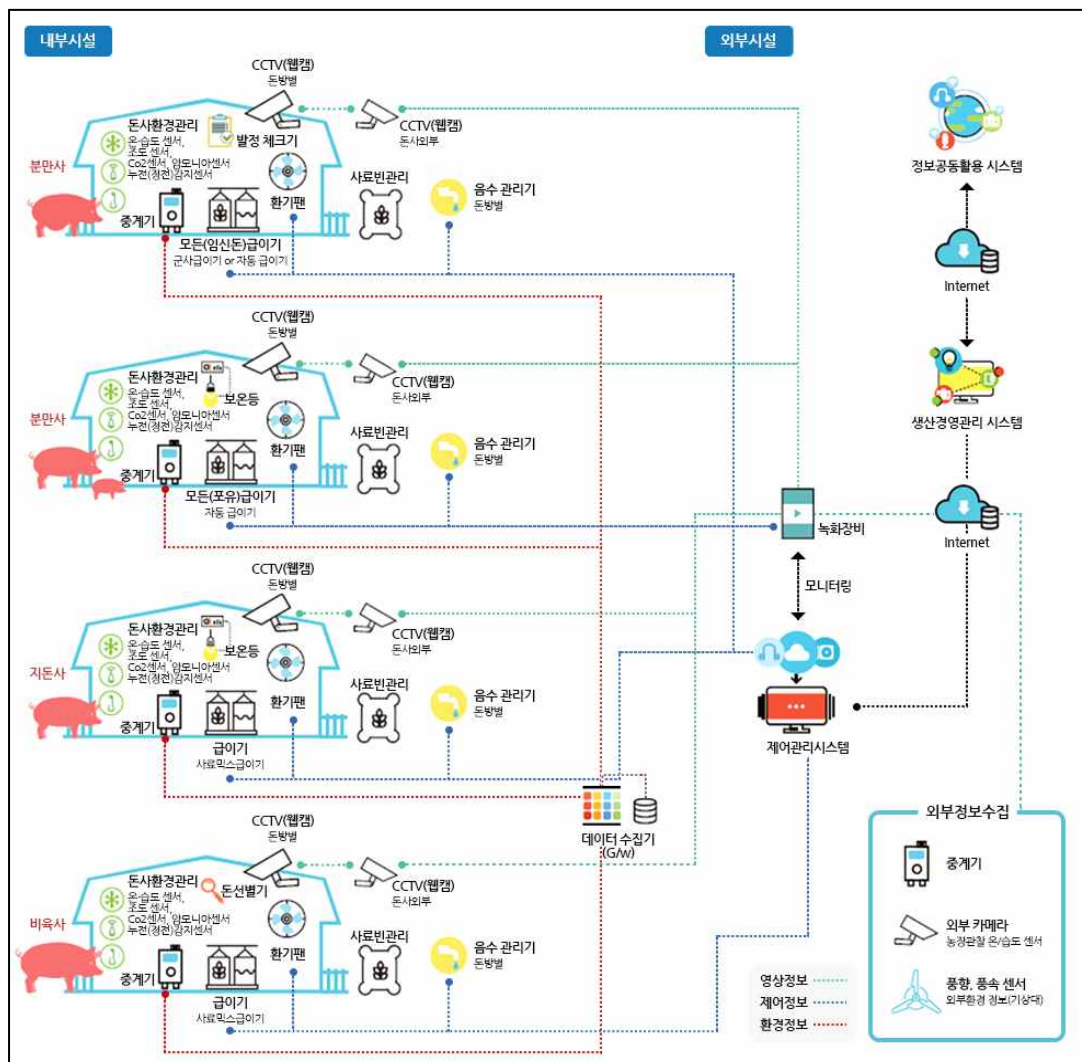 내부시설
외부시설
CCTV(웹캠)
돈방별
CCTV(웹캠)
돈사외부
돈사환경관리
온·습도 센서,
조도 센서,
Co2센서, 암모니아센서
누전(정전)감지센서
발정 체크기
분만사
중계기
환기팬
사료빈관리
음수 관리기
돈방별
모든(임신돈)급이기
군사급이기 or 자동 급이기
CCTV(웹캠)
돈방별
CCTV(웹캠)
돈사외부
돈사환경관리
온·습도 센서,
조도 센서,
Co2센서, 암모니아센서
누전(정전)감지센서
보온등
분만사
중계기
환기팬
사료빈관리
음수 관리기
돈방별
모든(포유)급이기
자동 급이기
CCTV(웹캠)
돈방별
CCTV(웹캠)
돈사외부
돈사환경관리
온·습도 센서,
조도 센서,
Co2센서, 암모니아센서
누전(정전)감지센서
보온등
지돈사
중계기
환기팬
사료빈관리
음수 관리기
돈방별
급이기
사료믹스급이기
CCTV(웹캠)
돈방별
CCTV(웹캠)
돈사외부
돈사환경관리
온·습도 센서,
조도 센서,
Co2센서, 암모니아센서
누전(정전)감지센서
돈선별기
비육사
중계기
환기팬
사료빈관리
음수 관리기
돈방별
급이기
사료믹스급이기
데이터 수집기
(G/w)
정보공동활용 시스템
Internet
생산경영관리 시스템
Internet
녹화장비
모니터링
제어관리시스템
외부정보수집
중계기
외부 카메라
농장관찰 온/습도 센서
풍향, 풍속 센서
외부환경 정보(기상대)
영상정보
제어정보
환경정보